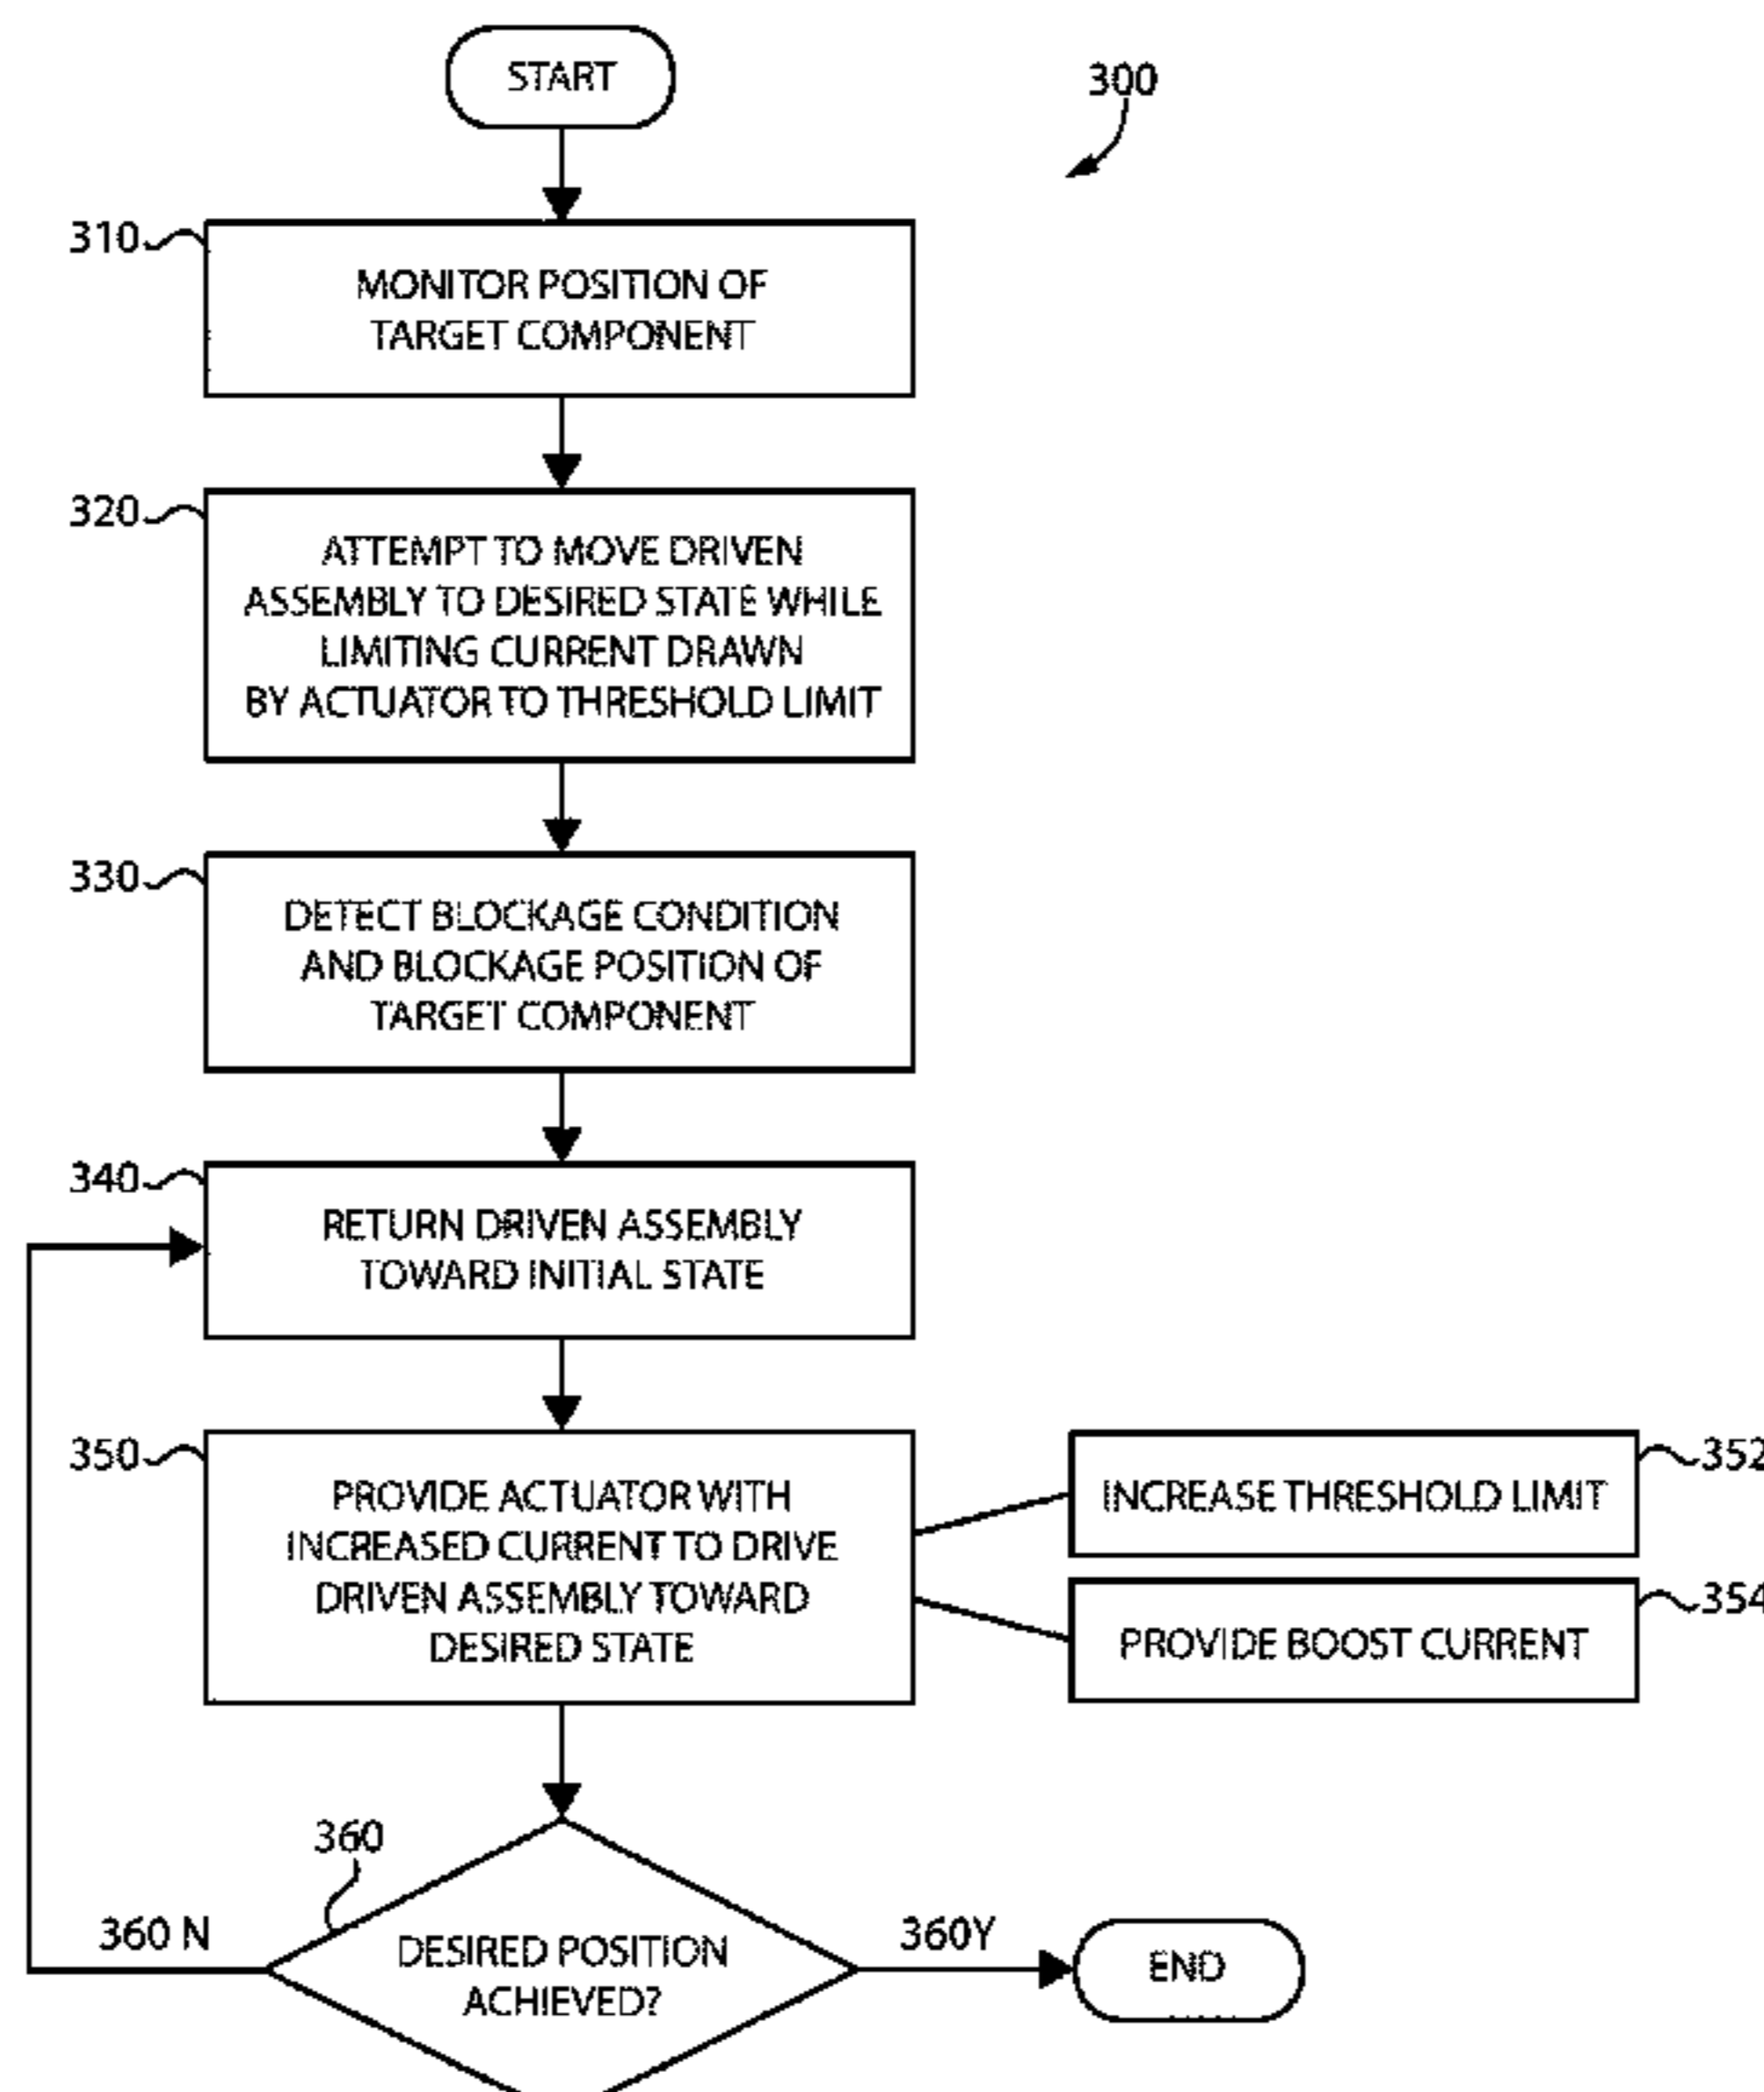 START
300
310
MONITOR POSITION OF
TARGET COMPONENT
320
ATTEMPT TO MOVE DRIVEN
ASSEMBLY TO DESIRED STATE WHILE
LIMITING CURRENT DRAWN
BY ACTUATOR TO THRESHOLD LIMIT
330
DETECT BLOCKAGE CONDITION
AND BLOCKAGE POSITION OF
TARGET COMPONENT
340
RETURN DRIVEN ASSEMBLY
TOWARD INITIAL STATE
350
PROVIDE ACTUATOR WITH
INCREASED CURRENT TO DRIVE
DRIVEN ASSEMBLY TOWARD
DESIRED STATE
INCREASE THRESHOLD LIMIT
352
PROVIDE BOOST CURRENT
354
360
360 N
DESIRED POSITION
ACHIEVED?
360Y
END